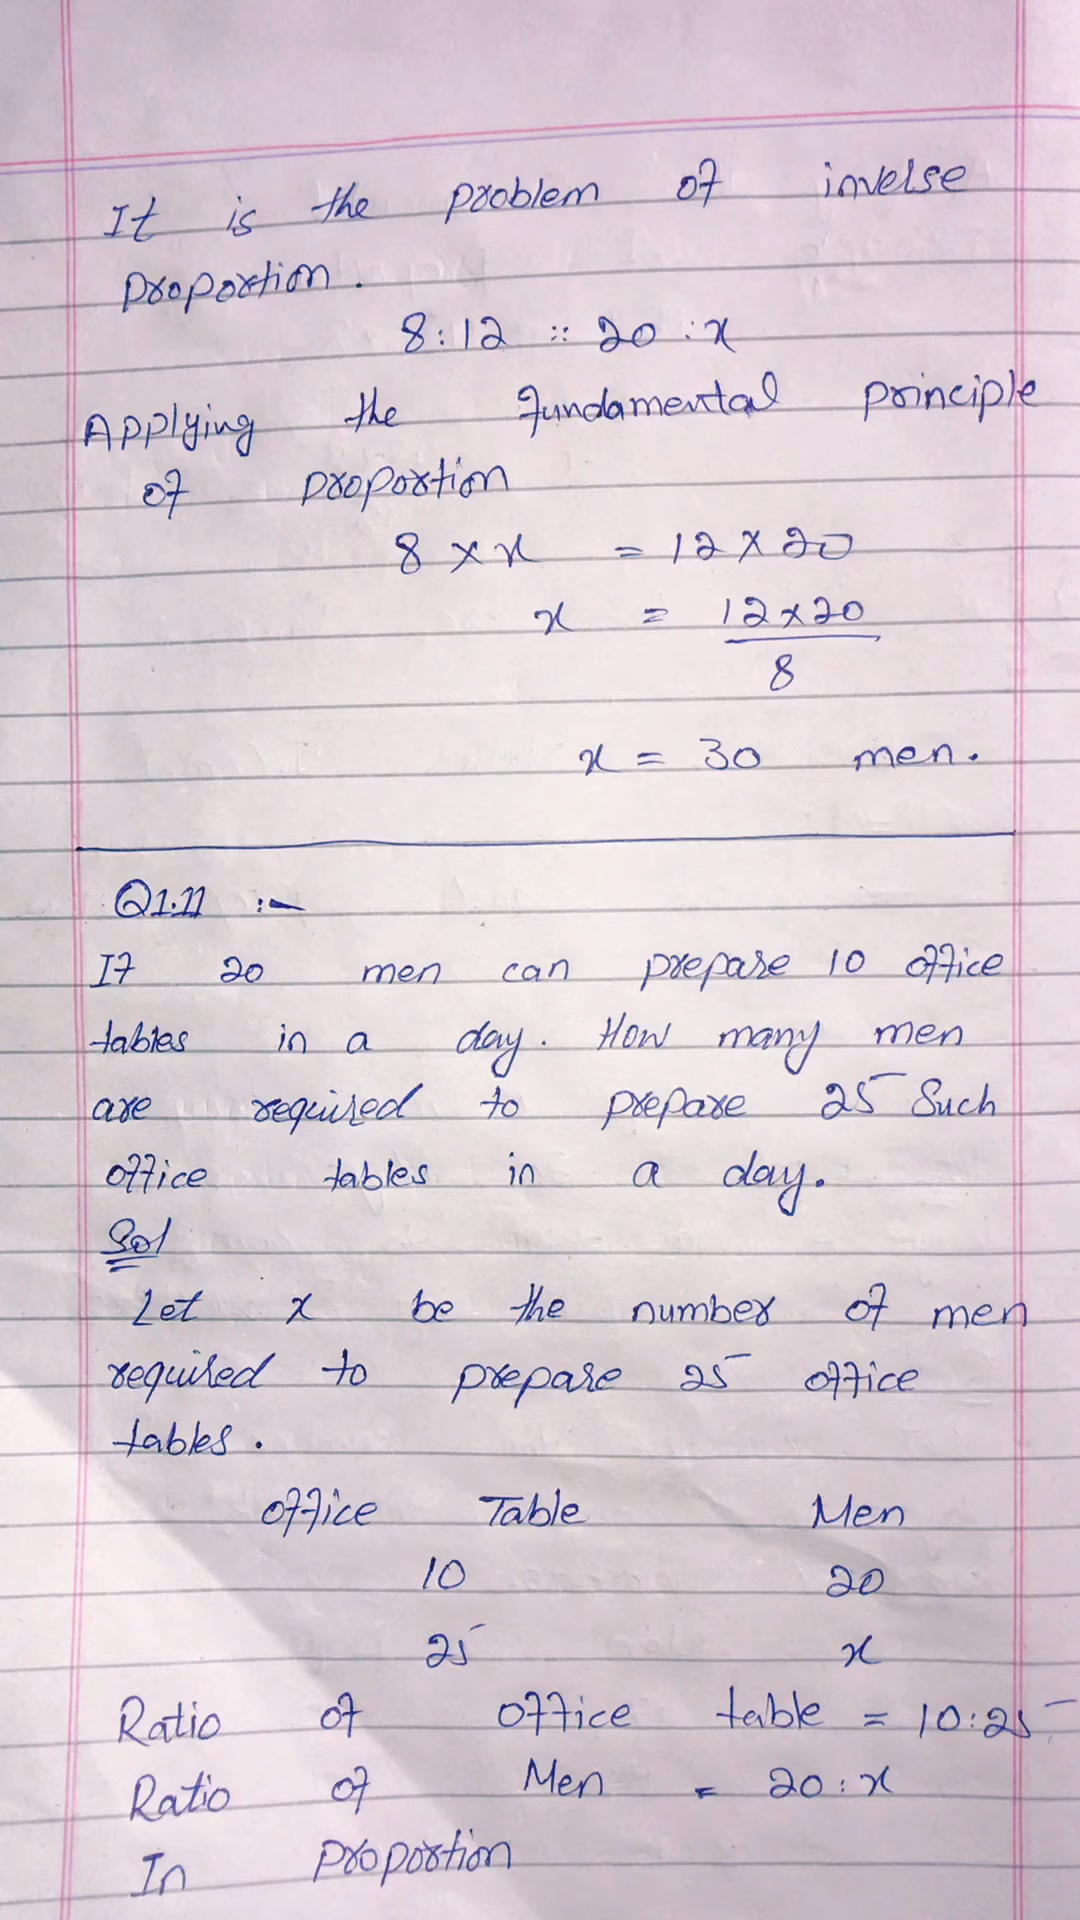 It is the problem of inverse
proportion.
8:12 :: 20 : x
Applying the fundamental principle
of proportion
8 × x = 12 × 20
x = 12×20
8
x = 30 men.
Q1.11 :-
If 20 men can prepare 10 office
tables in a day. How many men
are required to prepare 25 Such
office tables in a day.
Sol
Let x be the number of men
required to prepare 25 office
tables.
office Table Men
10 20
25 x
Ratio of office table = 10:25
Ratio of Men = 20:x
In proportion